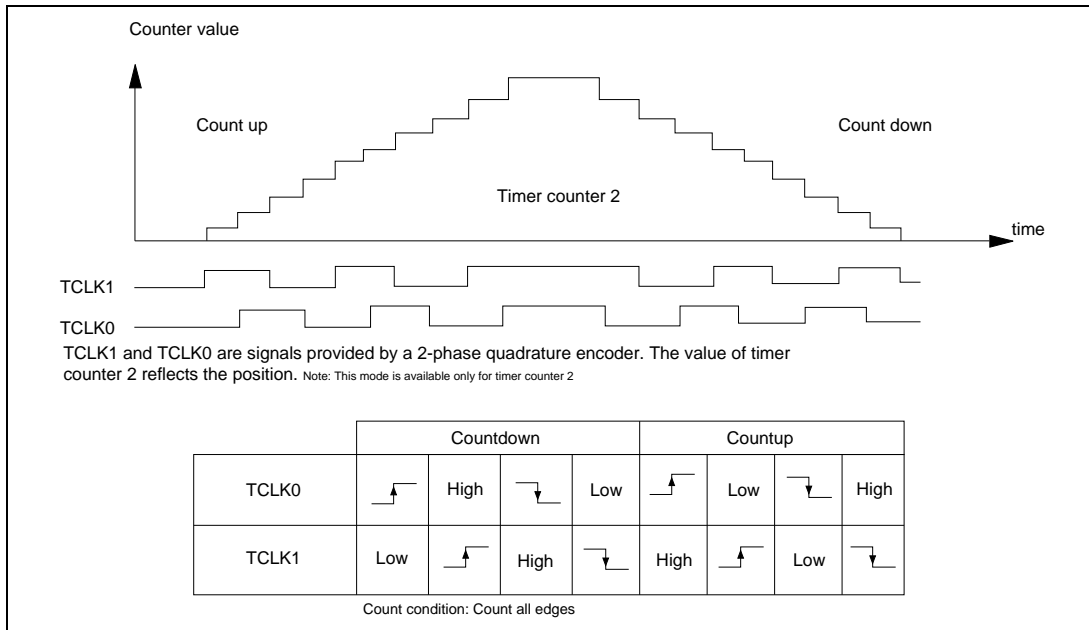 Counter value
Count up
Count down
Timer counter 2
time
TCLK1
TCLK0
TCLK1 and TCLK0 are signals provided by a 2-phase quadrature encoder. The value of timer
counter 2 reflects the position. Note: This mode is available only for timer counter 2
Countdown Countup
TCLK0 High Low Low High
TCLK1 Low High High Low
Count condition: Count all edges